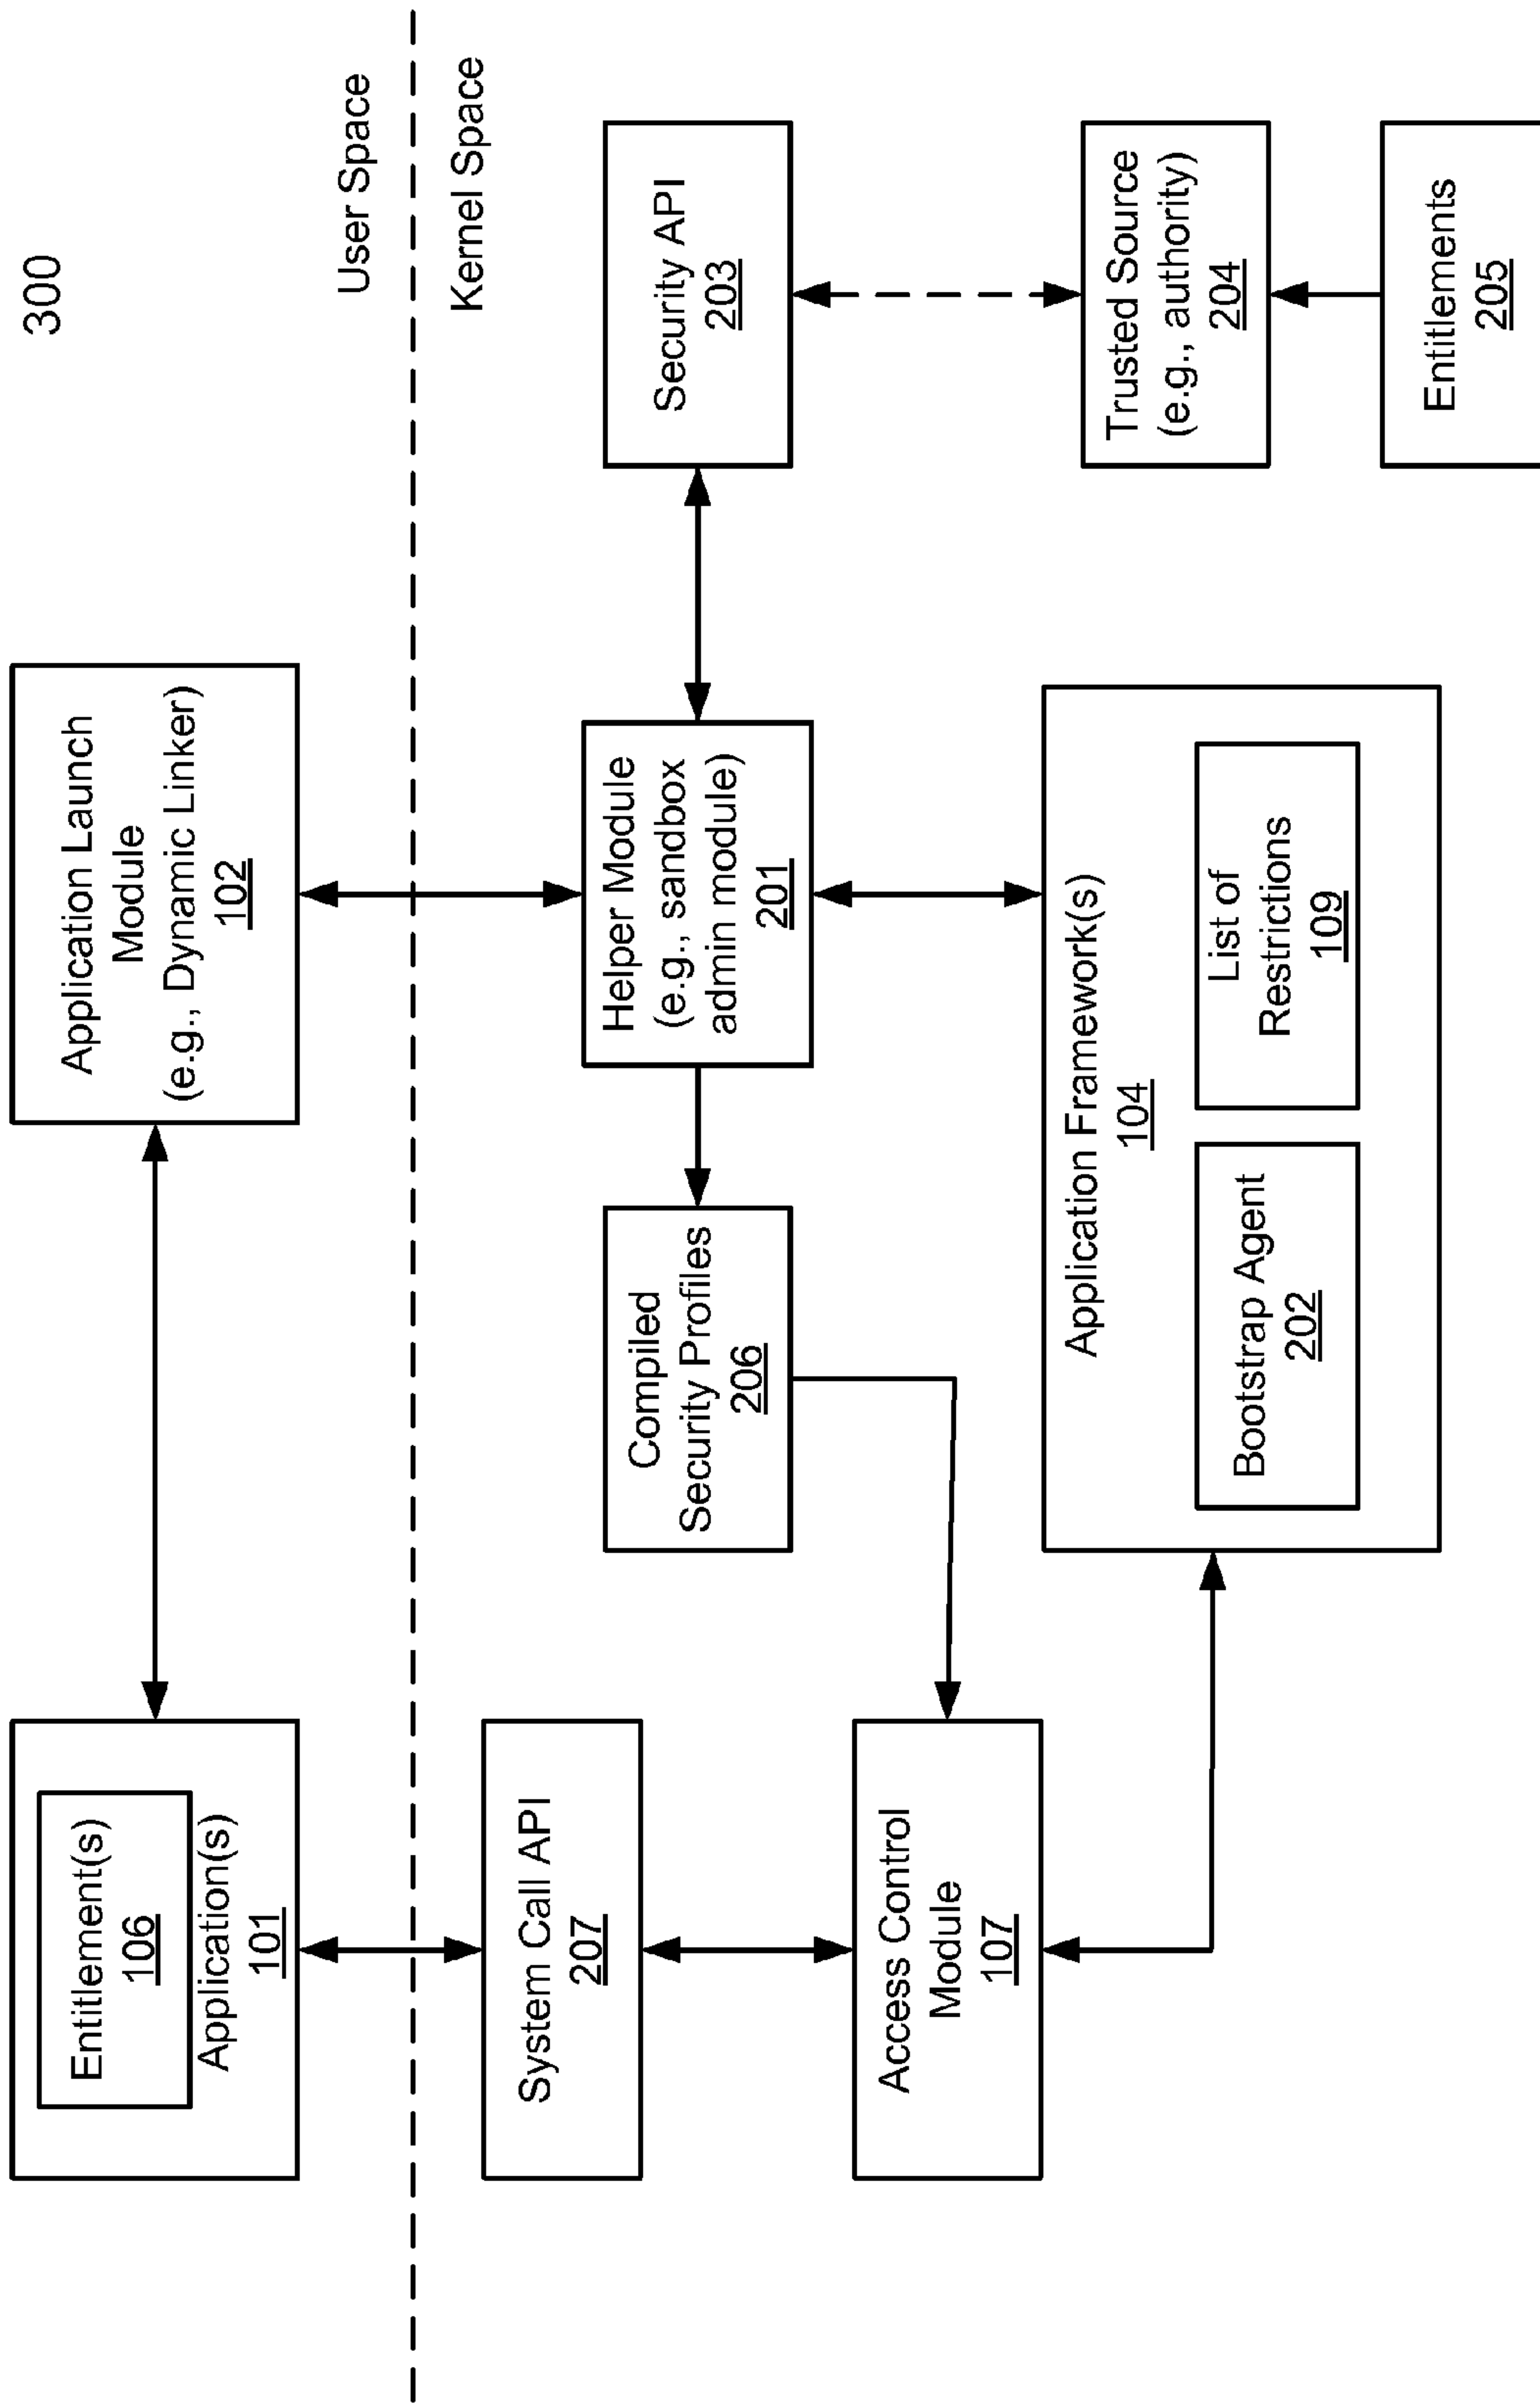 300
Entitlement(s)
106
Application(s)
101
Application Launch
Module
(e.g., Dynamic Linker)
102
User Space
Kernel Space
System Call API
207
Compiled
Security Profiles
206
Helper Module
(e.g., sandbox
admin module)
201
Security API
203
Access Control
Module
107
Application Framework(s)
104
Bootstrap Agent
202
List of
Restrictions
109
Trusted Source
(e.g., authority)
204
Entitlements
205